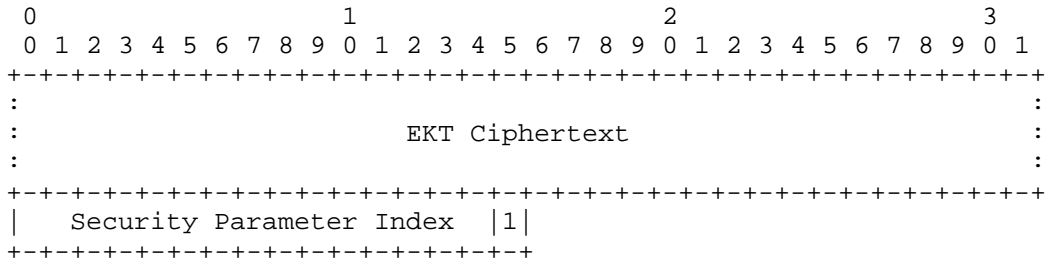 0                   1                   2                   3
 0 1 2 3 4 5 6 7 8 9 0 1 2 3 4 5 6 7 8 9 0 1 2 3 4 5 6 7 8 9 0 1
+-+-+-+-+-+-+-+-+-+-+-+-+-+-+-+-+-+-+-+-+-+-+-+-+-+-+-+-+-+-+-+-+
:                                                               :
:                        EKT Ciphertext                         :
:                                                               :
+-+-+-+-+-+-+-+-+-+-+-+-+-+-+-+-+-+-+-+-+-+-+-+-+-+-+-+-+-+-+-+-+
|   Security Parameter Index  |1|
+-+-+-+-+-+-+-+-+-+-+-+-+-+-+-+-+